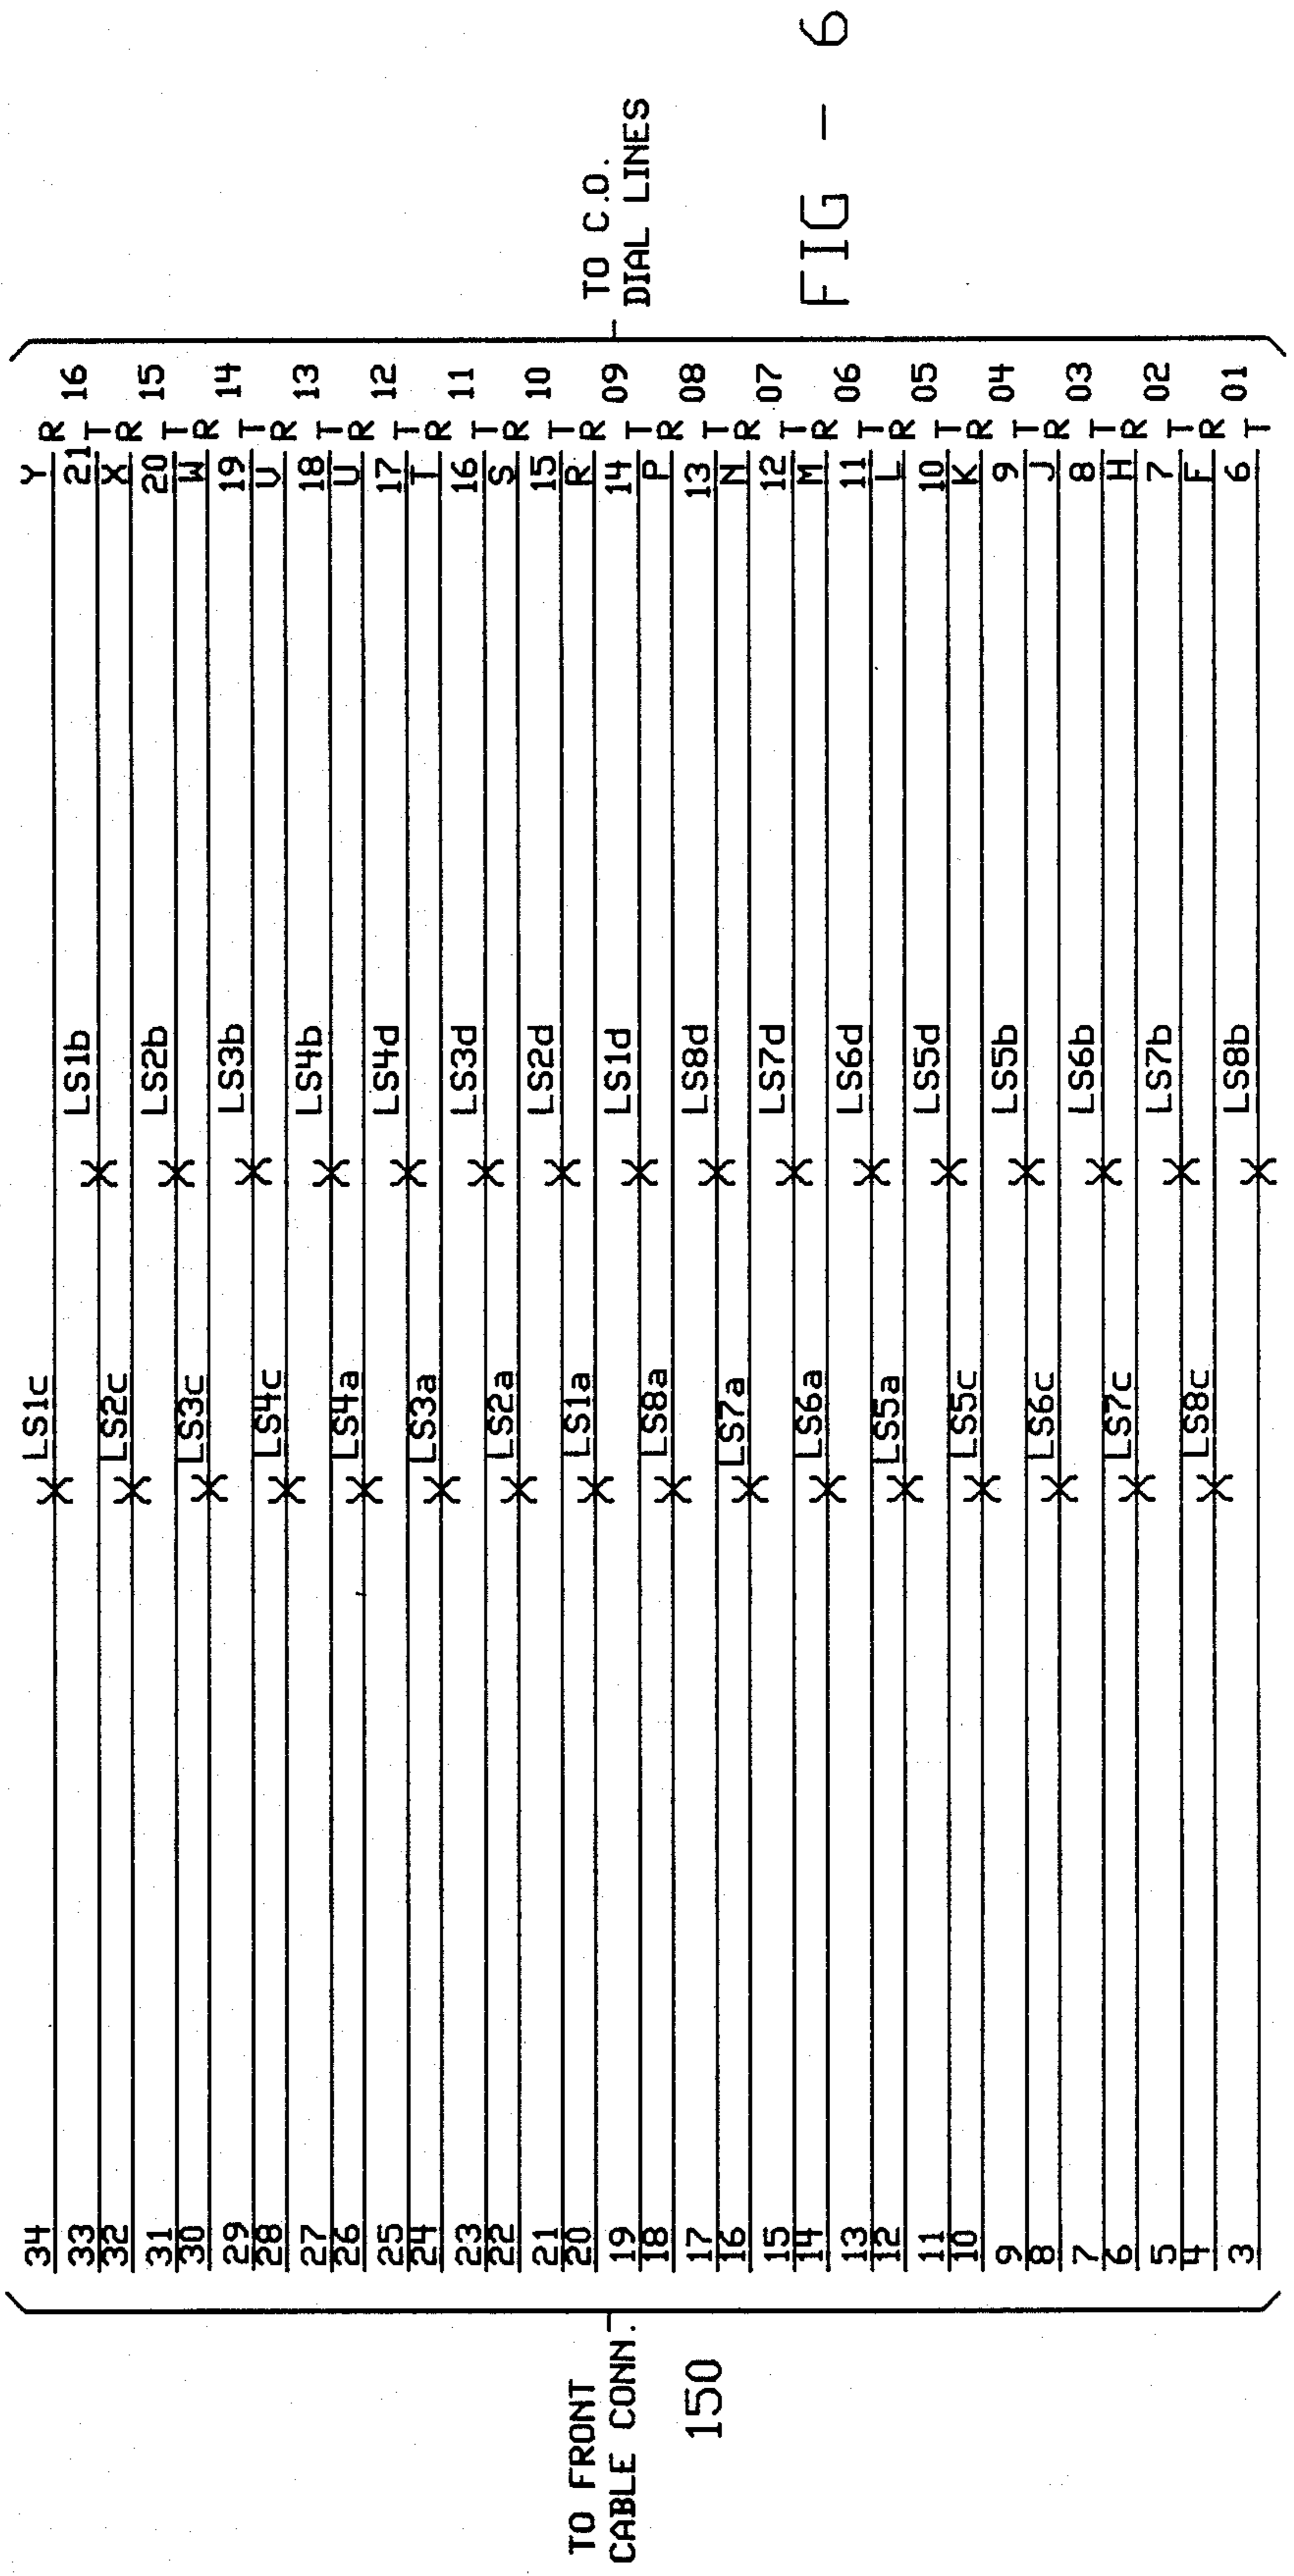 34 LS1c Y R
33 LS1b 21 T 16
32 LS2c X R
31 LS2b 20 T 15
30 LS3c W R
29 LS3b 19 T 14
28 LS4c V R
27 LS4b 18 T 13
26 LS4a U R
25 LS4d 17 T 12
24 LS3a T R
23 LS3d 16 T 11
22 LS2a S R
21 LS2d 15 T 10
20 LS1a R R
19 LS1d 14 T 09
18 LS8a P R
17 LS8d 13 T 08
16 LS7a N R
15 LS7d 12 T 07
14 LS6a M R
13 LS6d 11 T 06
12 LS5a L R
11 LS5d 10 T 05
10 LS5c K R
9 LS5b 9 T 04
8 LS6c J R
7 LS6b 8 T 03
6 LS7c H R
5 LS7b 7 T 02
4 LS8c F R
3 LS8b 6 T 01
TO FRONT
CABLE CONN.
150
TO C.O.
DIAL LINES
FIG - 6